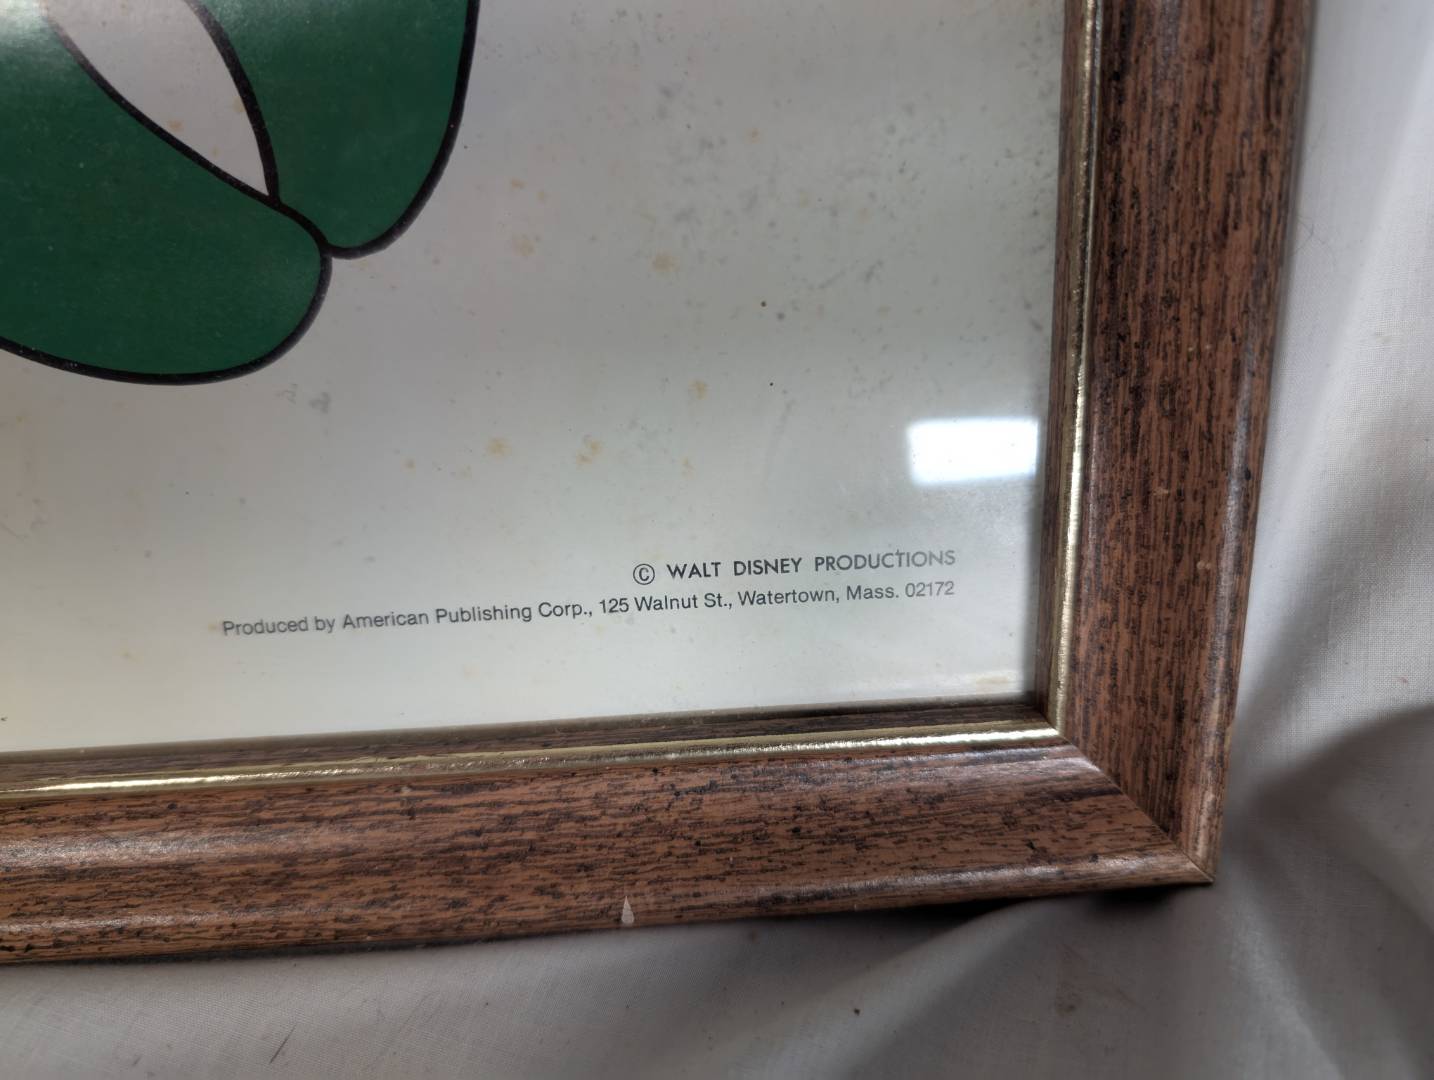 © WALT DISNEY PRODUCTIONS
Produced by American Publishing Corp., 125 Walnut St., Watertown, Mass. 02172